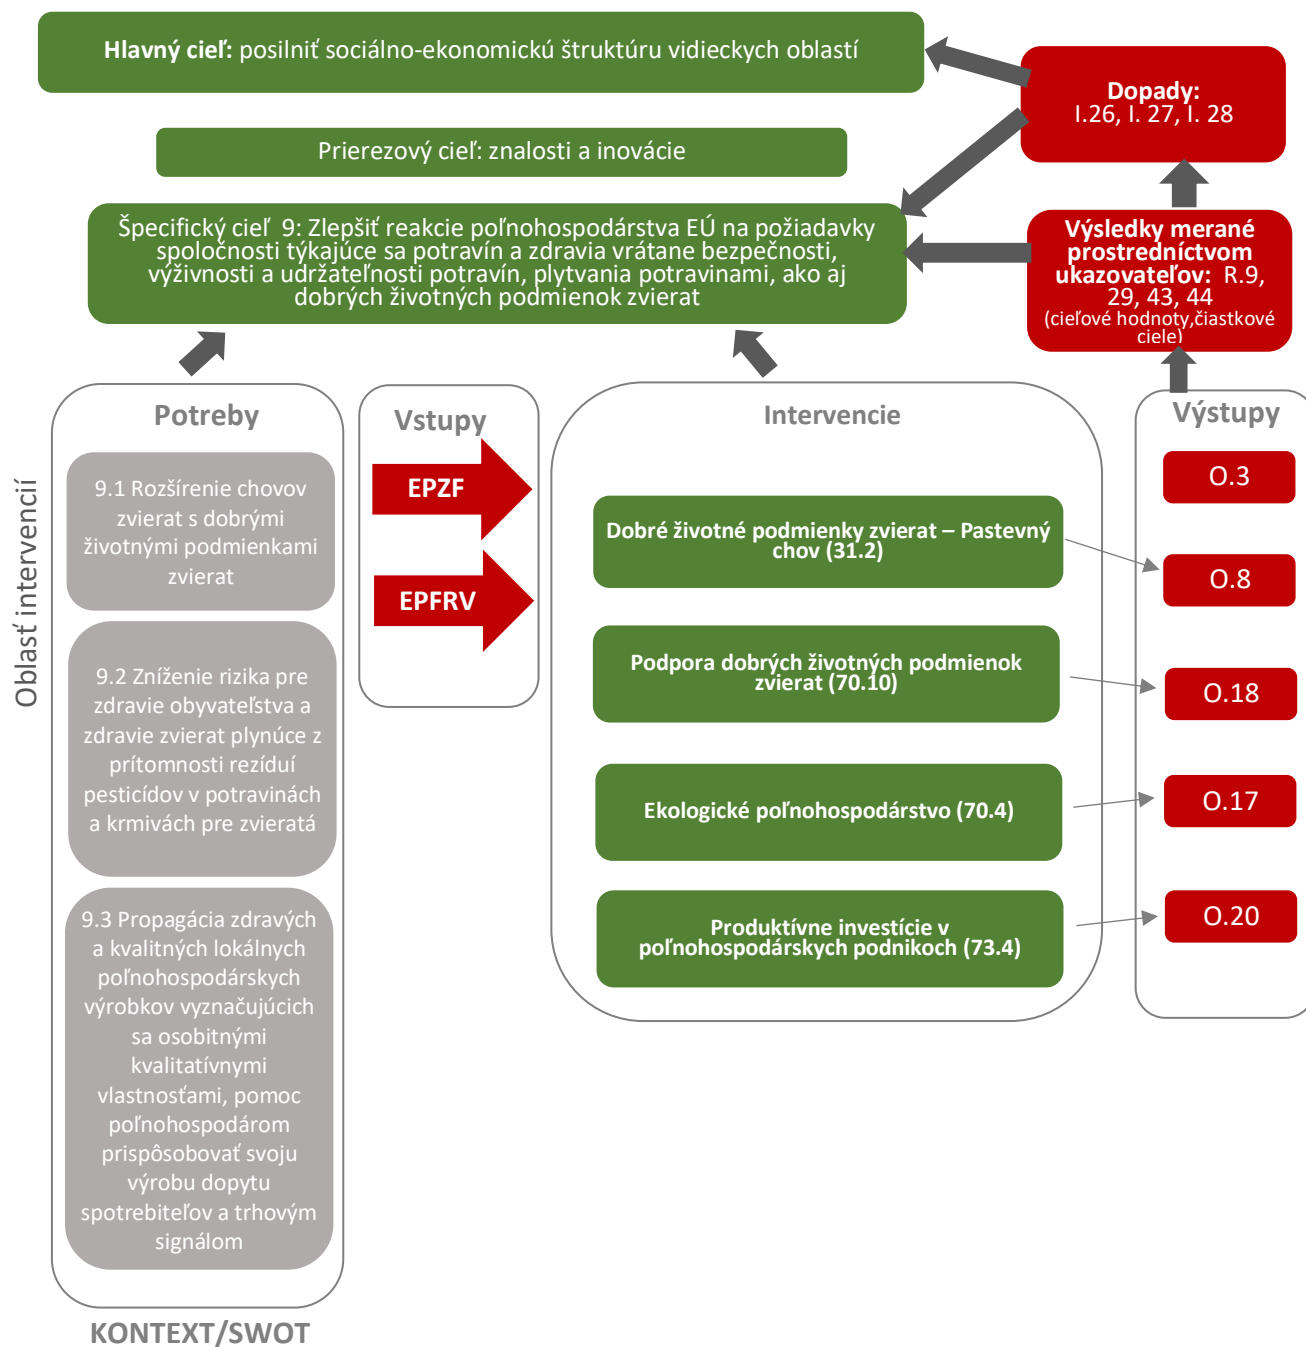 Hlavný cieľ: posilniť sociálno-ekonomickú štruktúru vidieckych oblastí
Dopady:
I.26, I. 27, I. 28
Prierezový cieľ: znalosti a inovácie
Špecifický cieľ 9: Zlepšiť reakcie poľnohospodárstva EÚ na požiadavky
spoločnosti týkajúce sa potravín a zdravia vrátane bezpečnosti,
výživnosti a udržáteľnosti potravín, plytvania potravinami, ako aj
dobrých životných podmienok zvierat
Výsledky merané
prostredníctvom
ukazovateľov: R.9,
29, 43, 44
(cieľové hodnoty,čiastkové
ciele)
Oblasť intervencií
Potreby
9.1 Rozšírenie chovov
zvierat s dobrými
životnými podmienkami
zvierat
9.2 Zníženie rizika pre
zdravie obyvateľstva a
zdravie zvierat plynúce z
prítomnosti rezíduí
pesticídov v potravinách
a krmivách pre zvieratá
9.3 Propagácia zdravých
a kvalitných lokálnych
poľnohospodárskych
výrobkov vyznačujúcich
sa osobitnými
kvalitatívnymi
vlastnosťami, pomoc
poľnohospodárom
prispôsobovať svoju
výrobu dopytu
spotrebiteľov a trhovým
signálom
KONTEXT/SWOT
Vstupy
EPZF
EPFRV
Intervencie
Dobré životné podmienky zvierat – Pastevný
chov (31.2)
Podpora dobrých životných podmienok
zvierat (70.10)
Ekologické poľnohospodárstvo (70.4)
Produktívne investície v
poľnohospodárskych podnikoch (73.4)
Výstupy
O.3
O.8
O.18
O.17
O.20